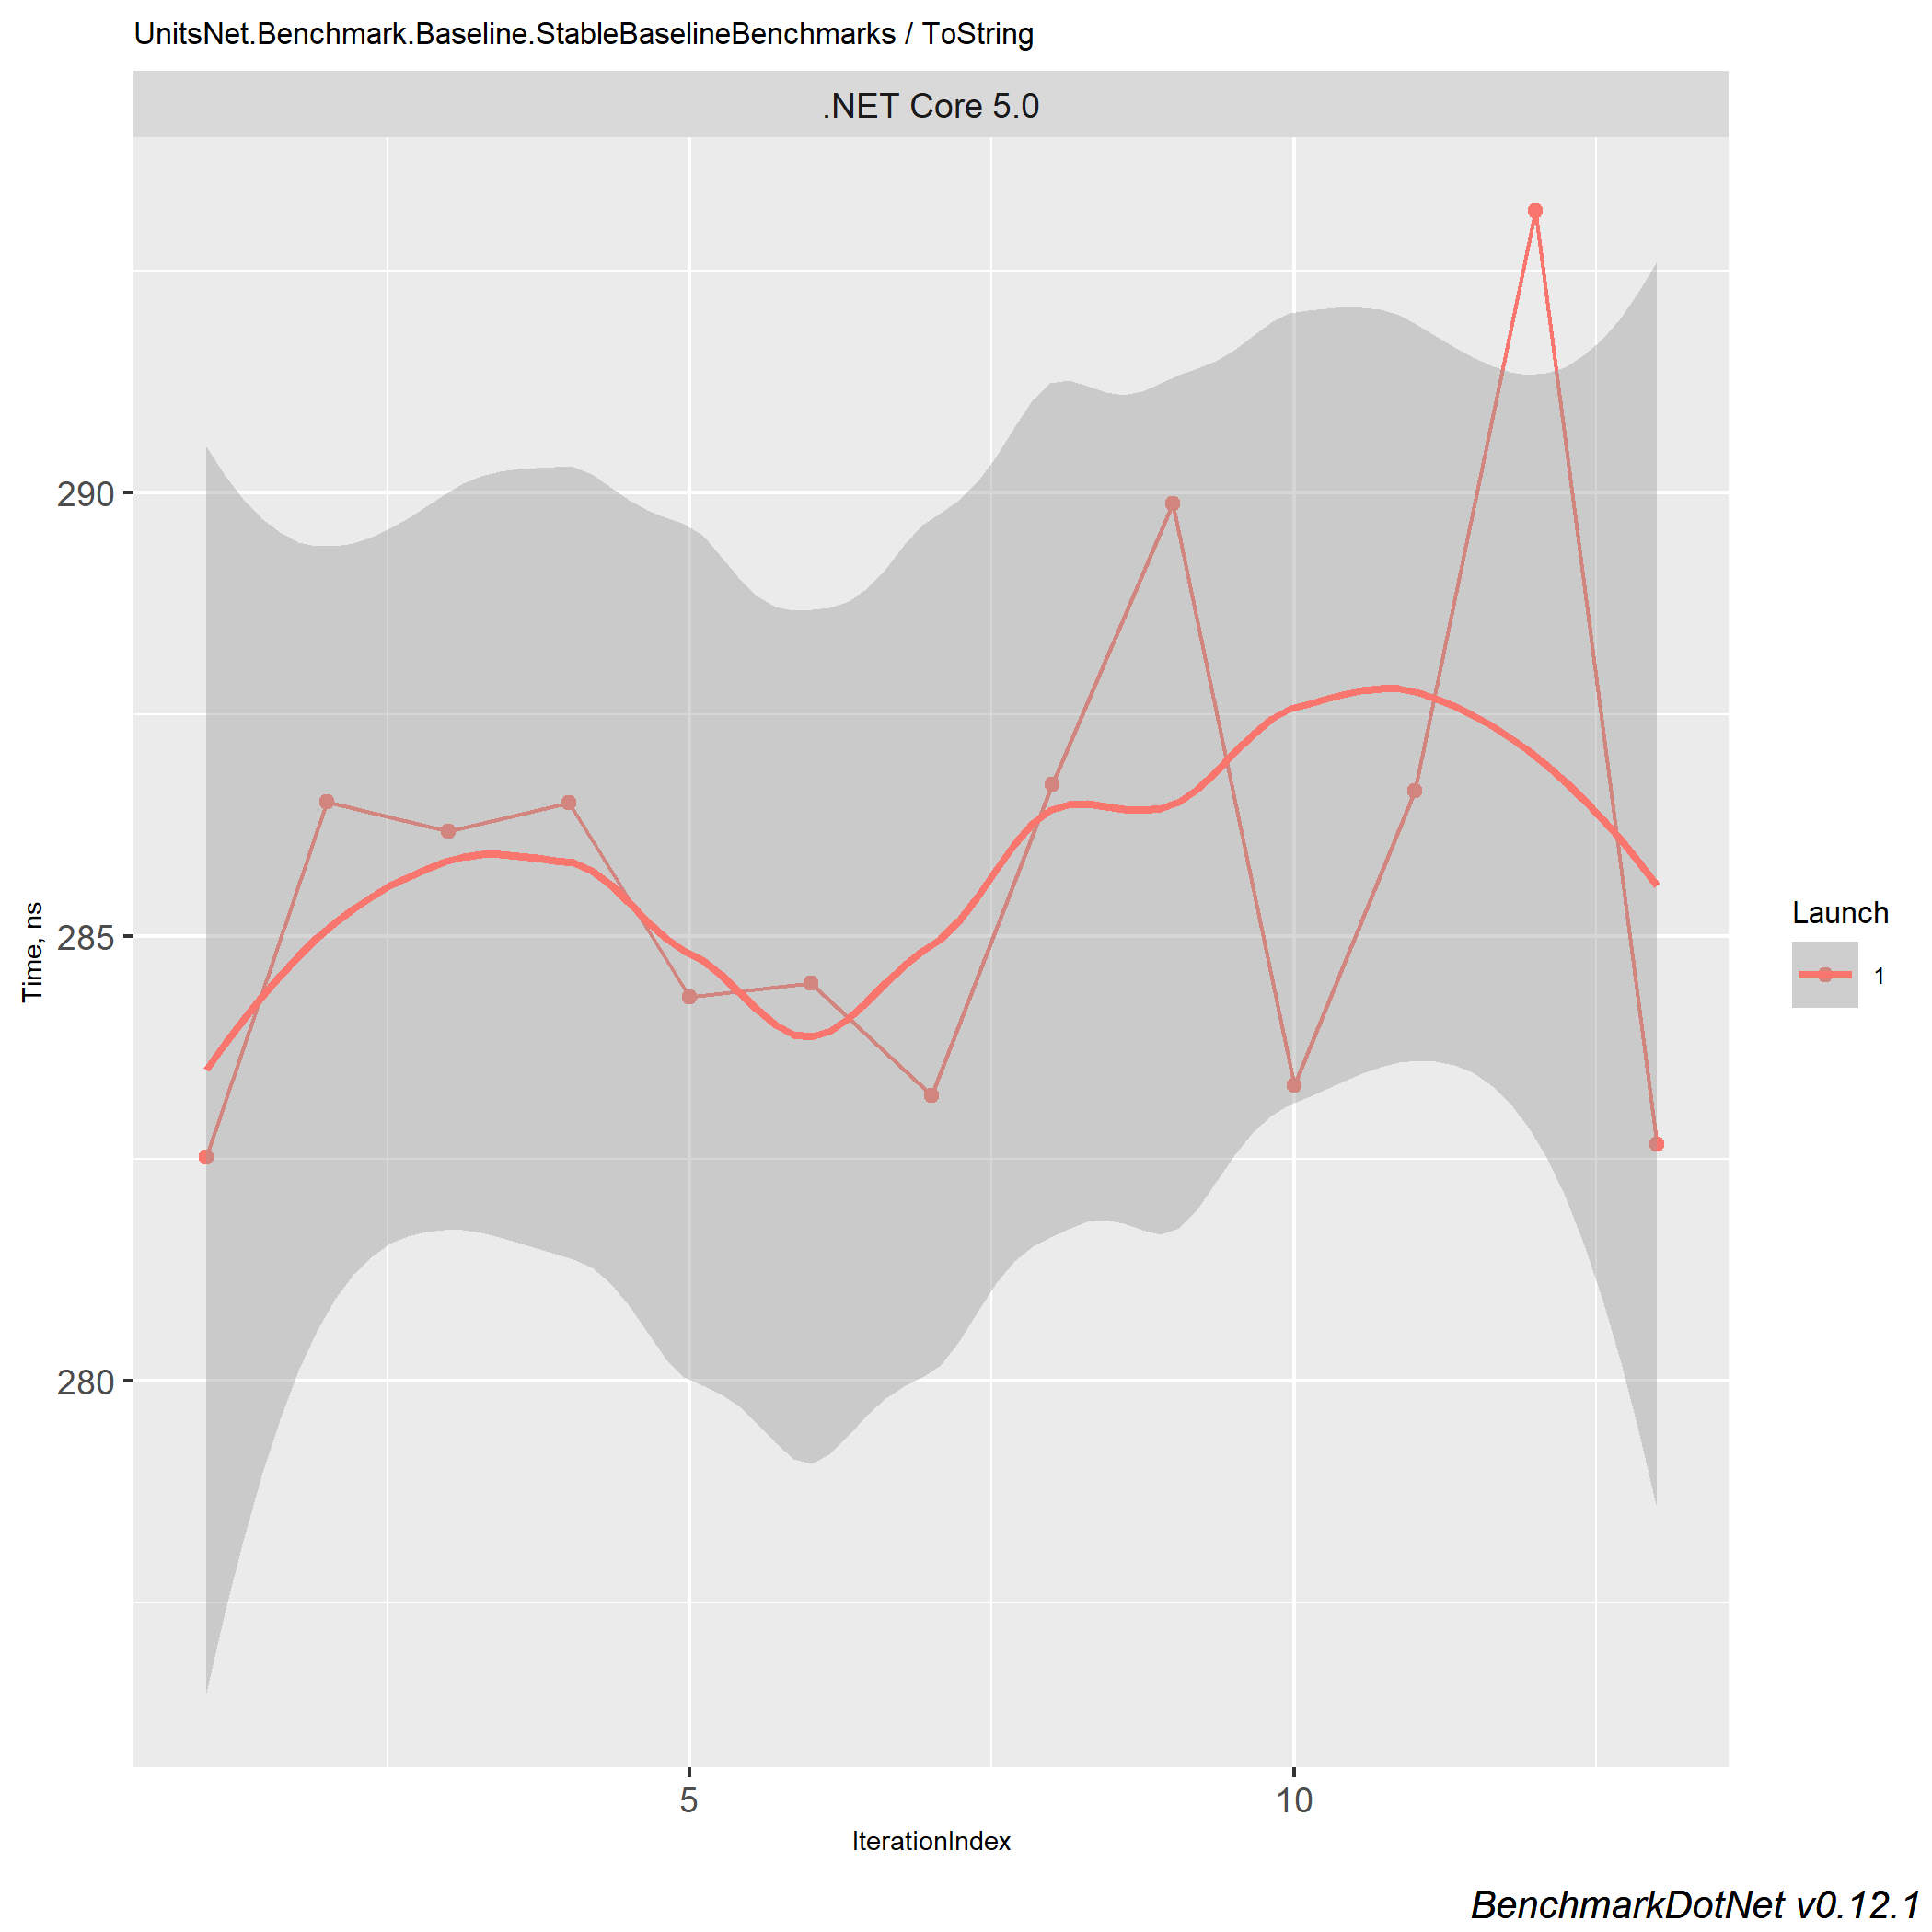 UnitsNet.Benchmark.Baseline.StableBaselineBenchmarks / ToString
.NET Core 5.0
290
285
280
Time, ns
5
10
IterationIndex
Launch
1
BenchmarkDotNet v0.12.1